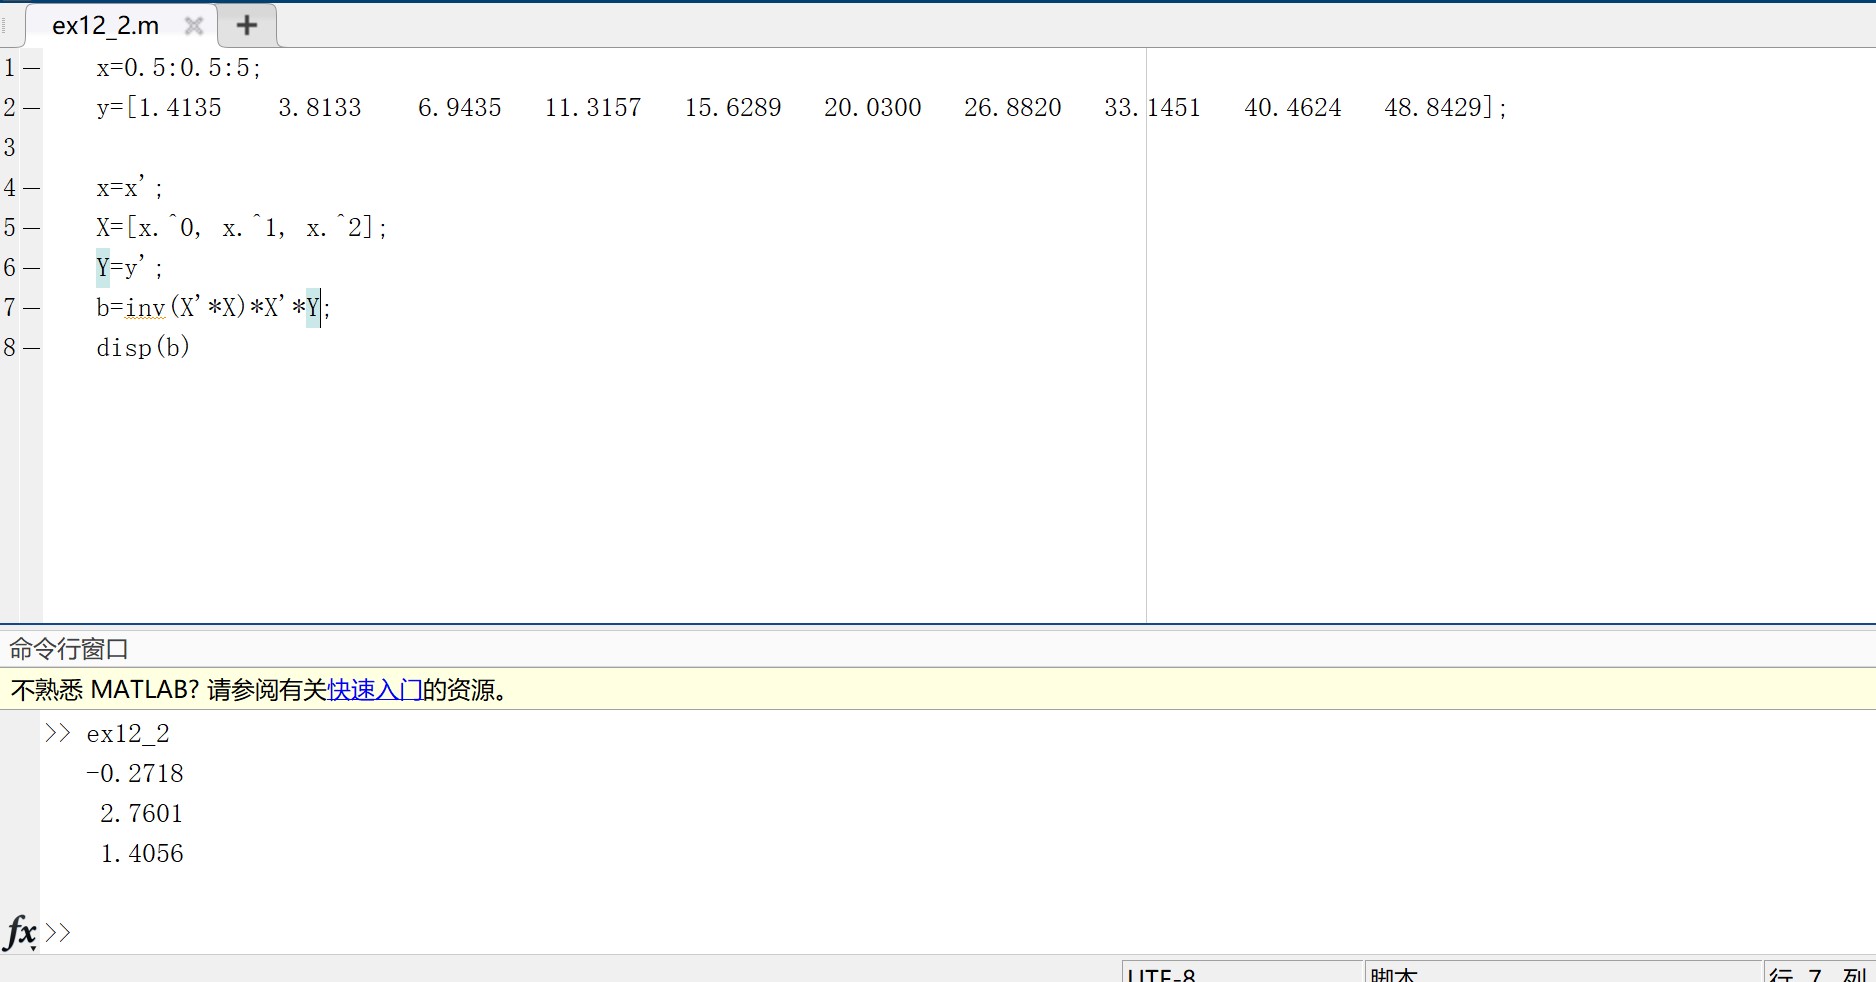 ex12_2.m
1 x=0.5:0.5:5;
2 y=[1.4135 3.8133 6.9435 11.3157 15.6289 20.0300 26.8820 33.1451 40.4624 48.8429];
3
4 x=x';
5 X=[x.^0, x.^1, x.^2];
6 Y=y';
7 b=inv(X'*X)*X'*Y;
8 disp(b)
命令行窗口
不熟悉 MATLAB? 请参阅有关快速入门的资源。
>> ex12_2
-0.2718
2.7601
1.4056
fx >>
UTF-8 脚本 行 7 列